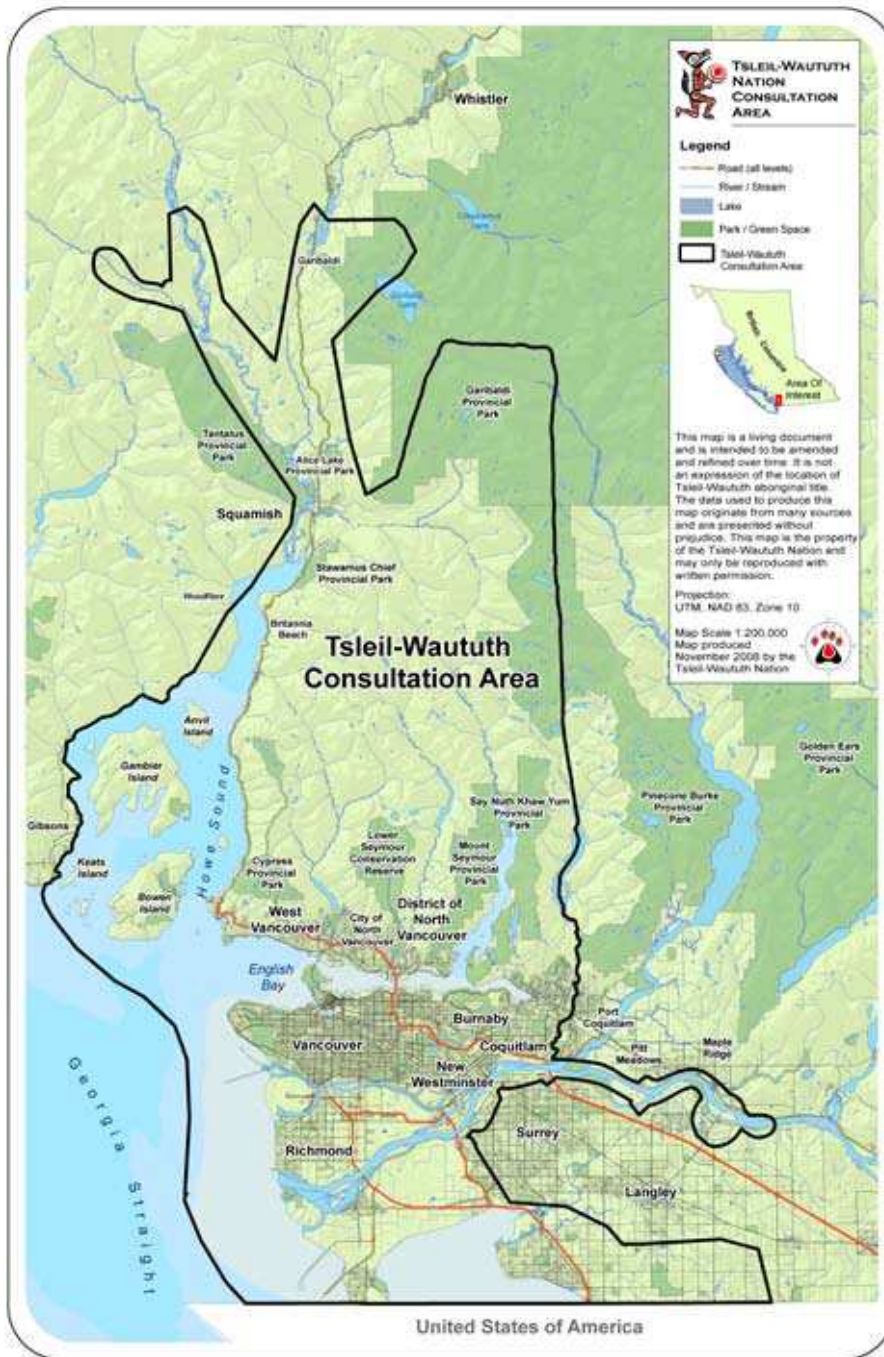 TSLEIL-WAUTUTH
NATION
CONSULTATION
AREA
Legend
Road (all levels)
River / Stream
Lake
Park / Green Space
Tsleil-Waututh
Consultation Area
British Columbia
Area Of
Interest
This map is a living document
and is intended to be amended
and refined over time. It is not
an expression of the location of
Tsleil-Waututh aboriginal title.
The data used to produce this
map originate from many sources
and are presented without
prejudice. This map is the property
of the Tsleil-Waututh Nation and
may only be reproduced with
written permission.
Projection:
UTM, NAD 83, Zone 10
Map Scale 1:200,000
Map produced
November 2008 by the
Tsleil-Waututh Nation
Whistler
Garibaldi
Garibaldi
Provincial
Park
Tantalus
Provincial
Park
Alice Lake
Provincial Park
Squamish
Stawamus Chief
Provincial Park
Woodfibre
Britannia
Beach
Tsleil-Waututh
Consultation Area
Anvil
Island
Gambier
Island
Golden Ears
Provincial
Park
Pinecone Burke
Provincial
Park
Say Nuth Khaw Yum
Provincial
Park
Gibsons
Keats
Island
Howe Sound
Bowen
Island
Cypress
Provincial
Park
Lower
Seymour
Conservation
Reserve
Mount
Seymour
Provincial
Park
West
Vancouver
City of
North
Vancouver
District of
North
Vancouver
English
Bay
Vancouver
Burnaby
Coquitlam
Port
Coquitlam
Pitt
Meadows
Maple
Ridge
New
Westminster
Richmond
Surrey
Langley
Georgia Straight
United States of America